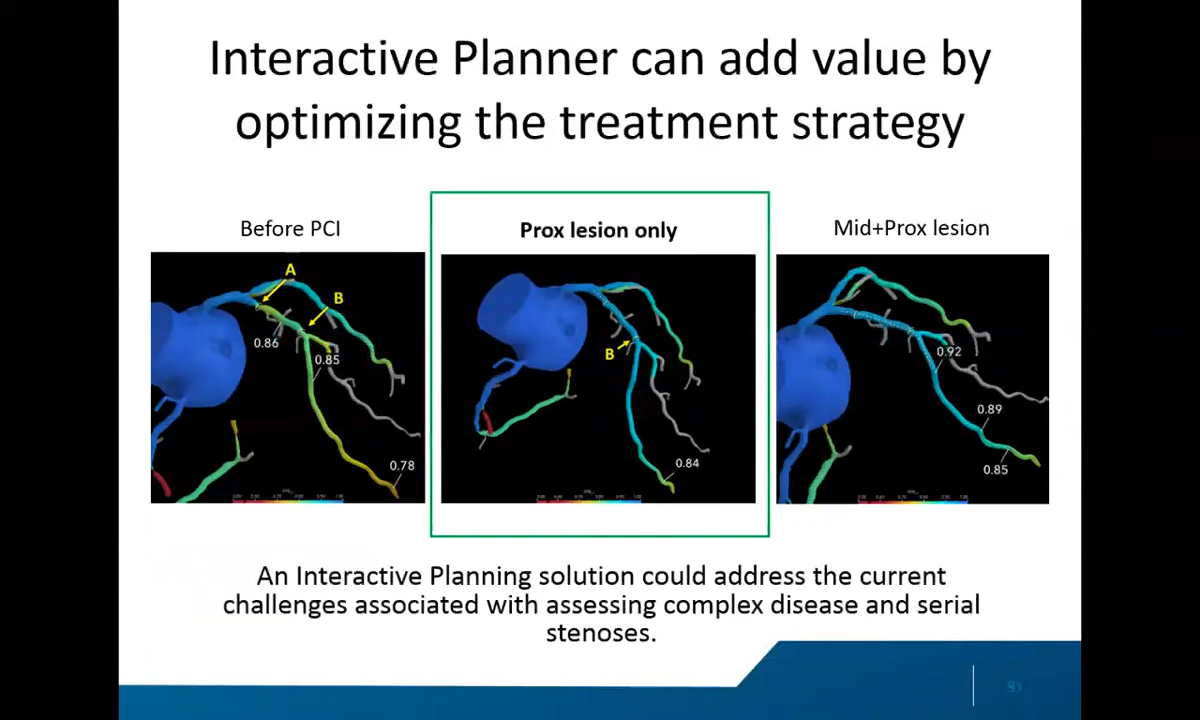 Interactive Planner can add value by
optimizing the treatment strategy
Before PCI
A
B
0.86
0.85
0.78
Prox lesion only
B
0.84
Mid+Prox lesion
0.92
0.89
0.85
An Interactive Planning solution could address the current
challenges associated with assessing complex disease and serial
stenoses.